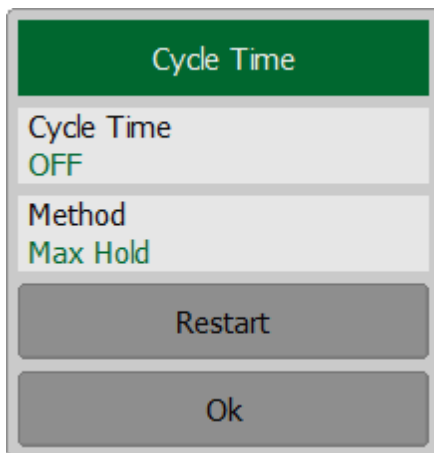 Cycle Time
Cycle Time
OFF
Method
Max Hold
Restart
Ok